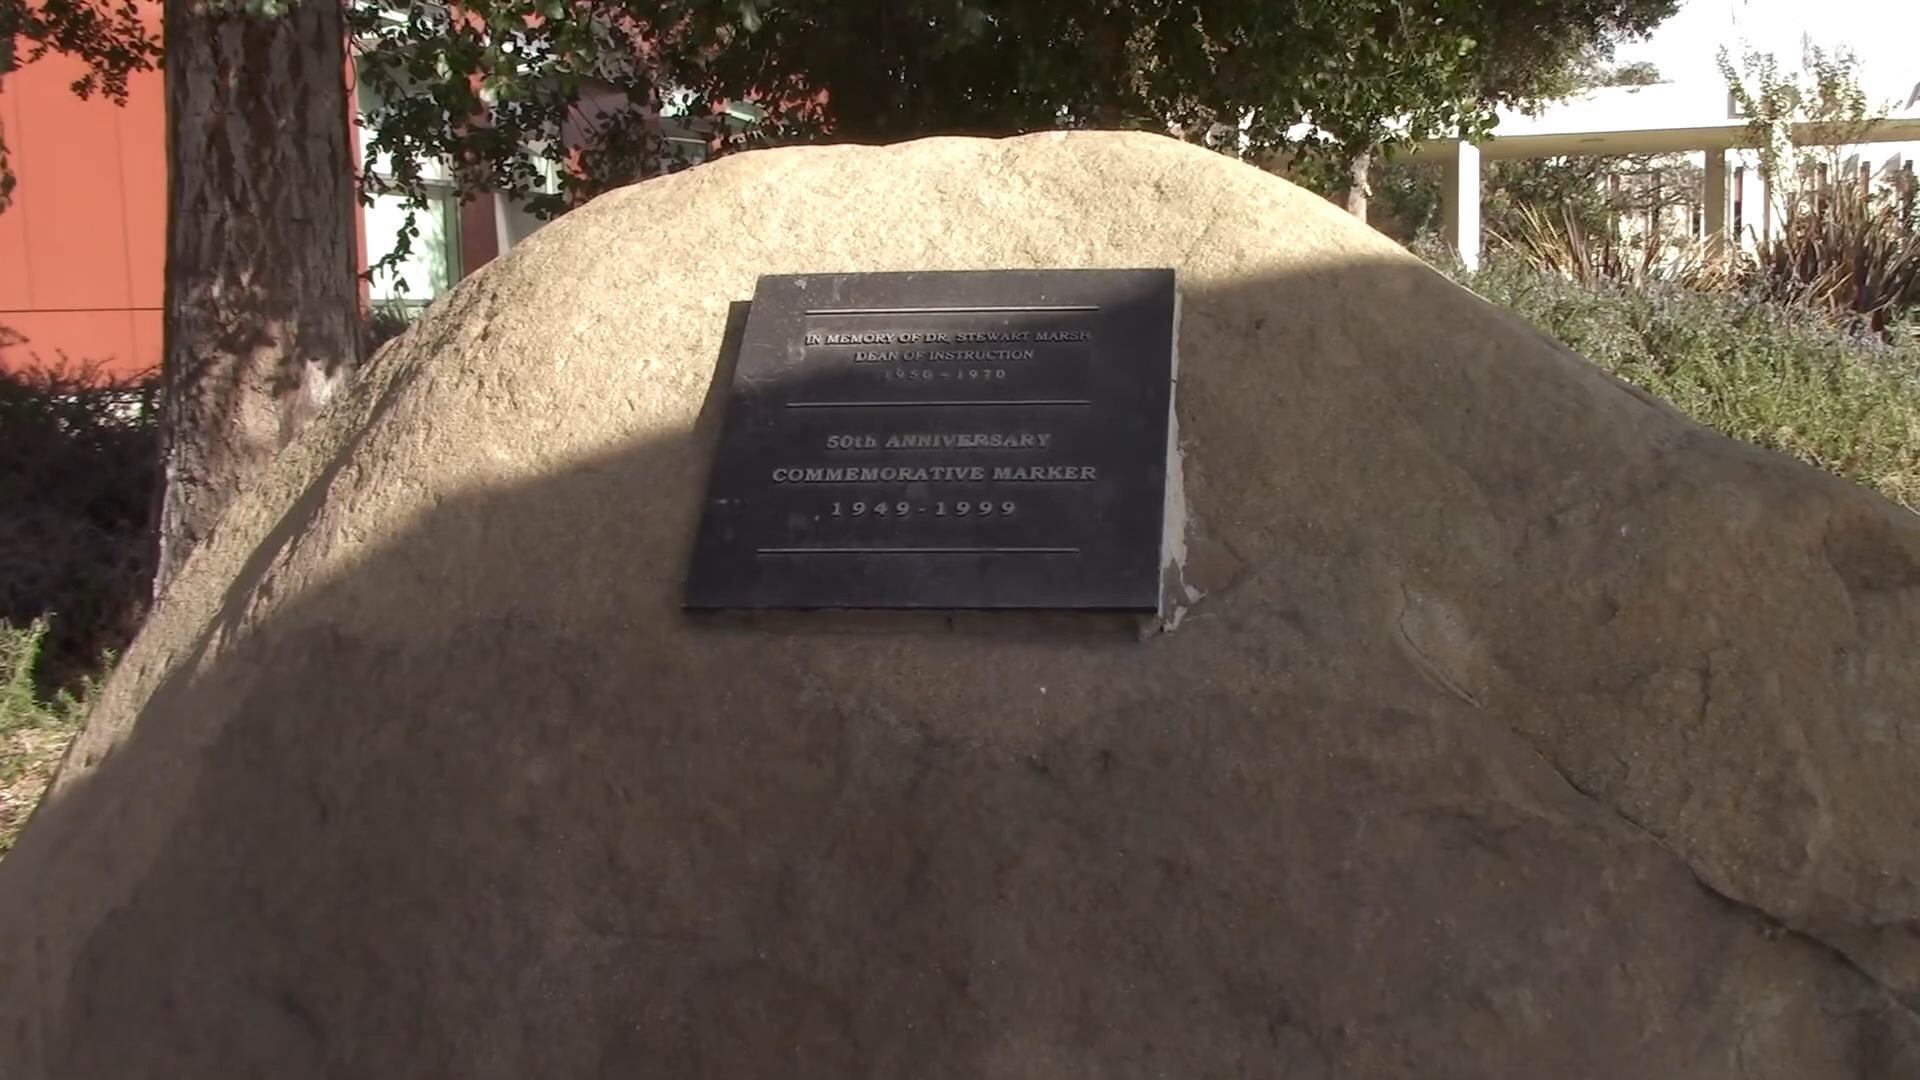 IN MEMORY OF DR. STEWART MARSH
DEAN OF INSTRUCTION
1950-1970
50th ANNIVERSARY
COMMEMORATIVE MARKER
1949-1999